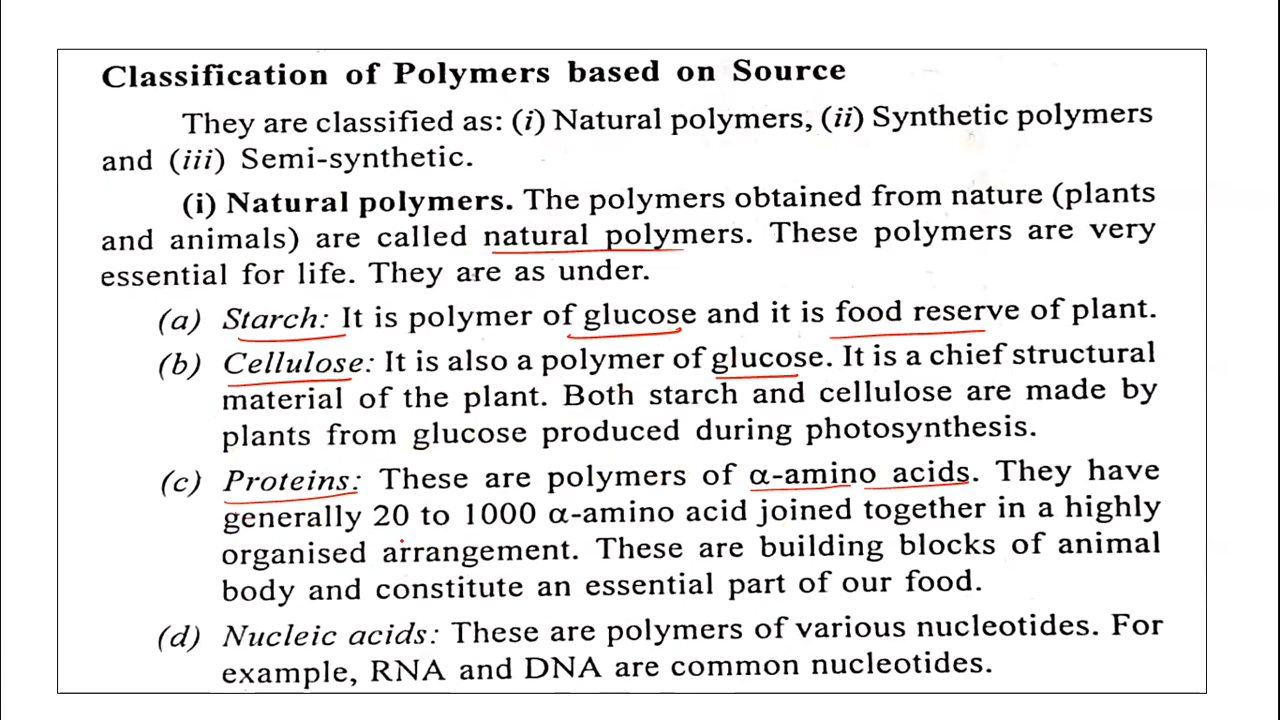 Classification of Polymers based on Source
They are classified as: (i) Natural polymers, (ii) Synthetic polymers
and (iii) Semi-synthetic.
(i) Natural polymers. The polymers obtained from nature (plants
and animals) are called natural polymers. These polymers are very
essential for life. They are as under.
(a) Starch: It is polymer of glucose and it is food reserve of plant.
(b) Cellulose: It is also a polymer of glucose. It is a chief structural
material of the plant. Both starch and cellulose are made by
plants from glucose produced during photosynthesis.
(c) Proteins: These are polymers of α-amino acids. They have
generally 20 to 1000 α-amino acid joined together in a highly
organised arrangement. These are building blocks of animal
body and constitute an essential part of our food.
(d) Nucleic acids: These are polymers of various nucleotides. For
example, RNA and DNA are common nucleotides.